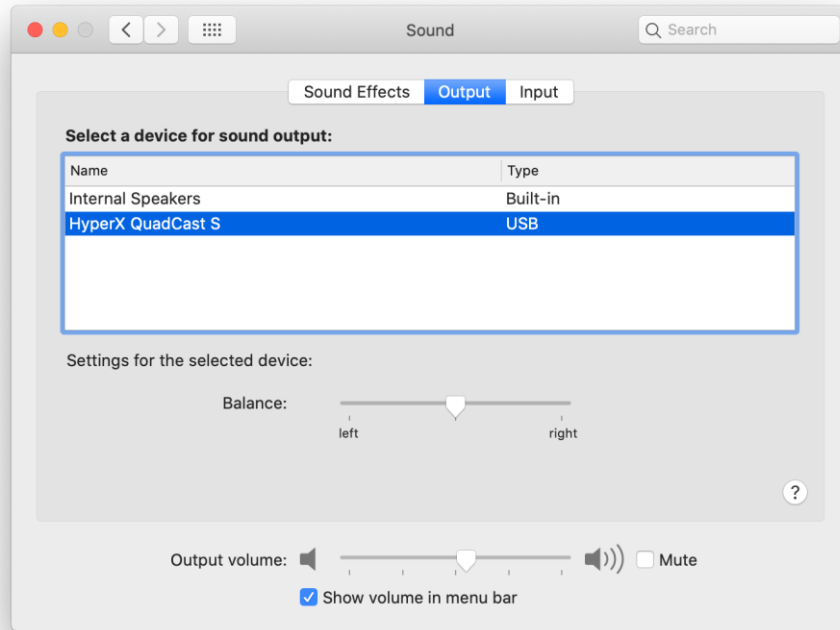 Sound
Search
Sound Effects Output Input
Select a device for sound output:
Name Type
Internal Speakers Built-in
HyperX QuadCast S USB
Settings for the selected device:
Balance:
left right
?
Output volume: Mute
Show volume in menu bar